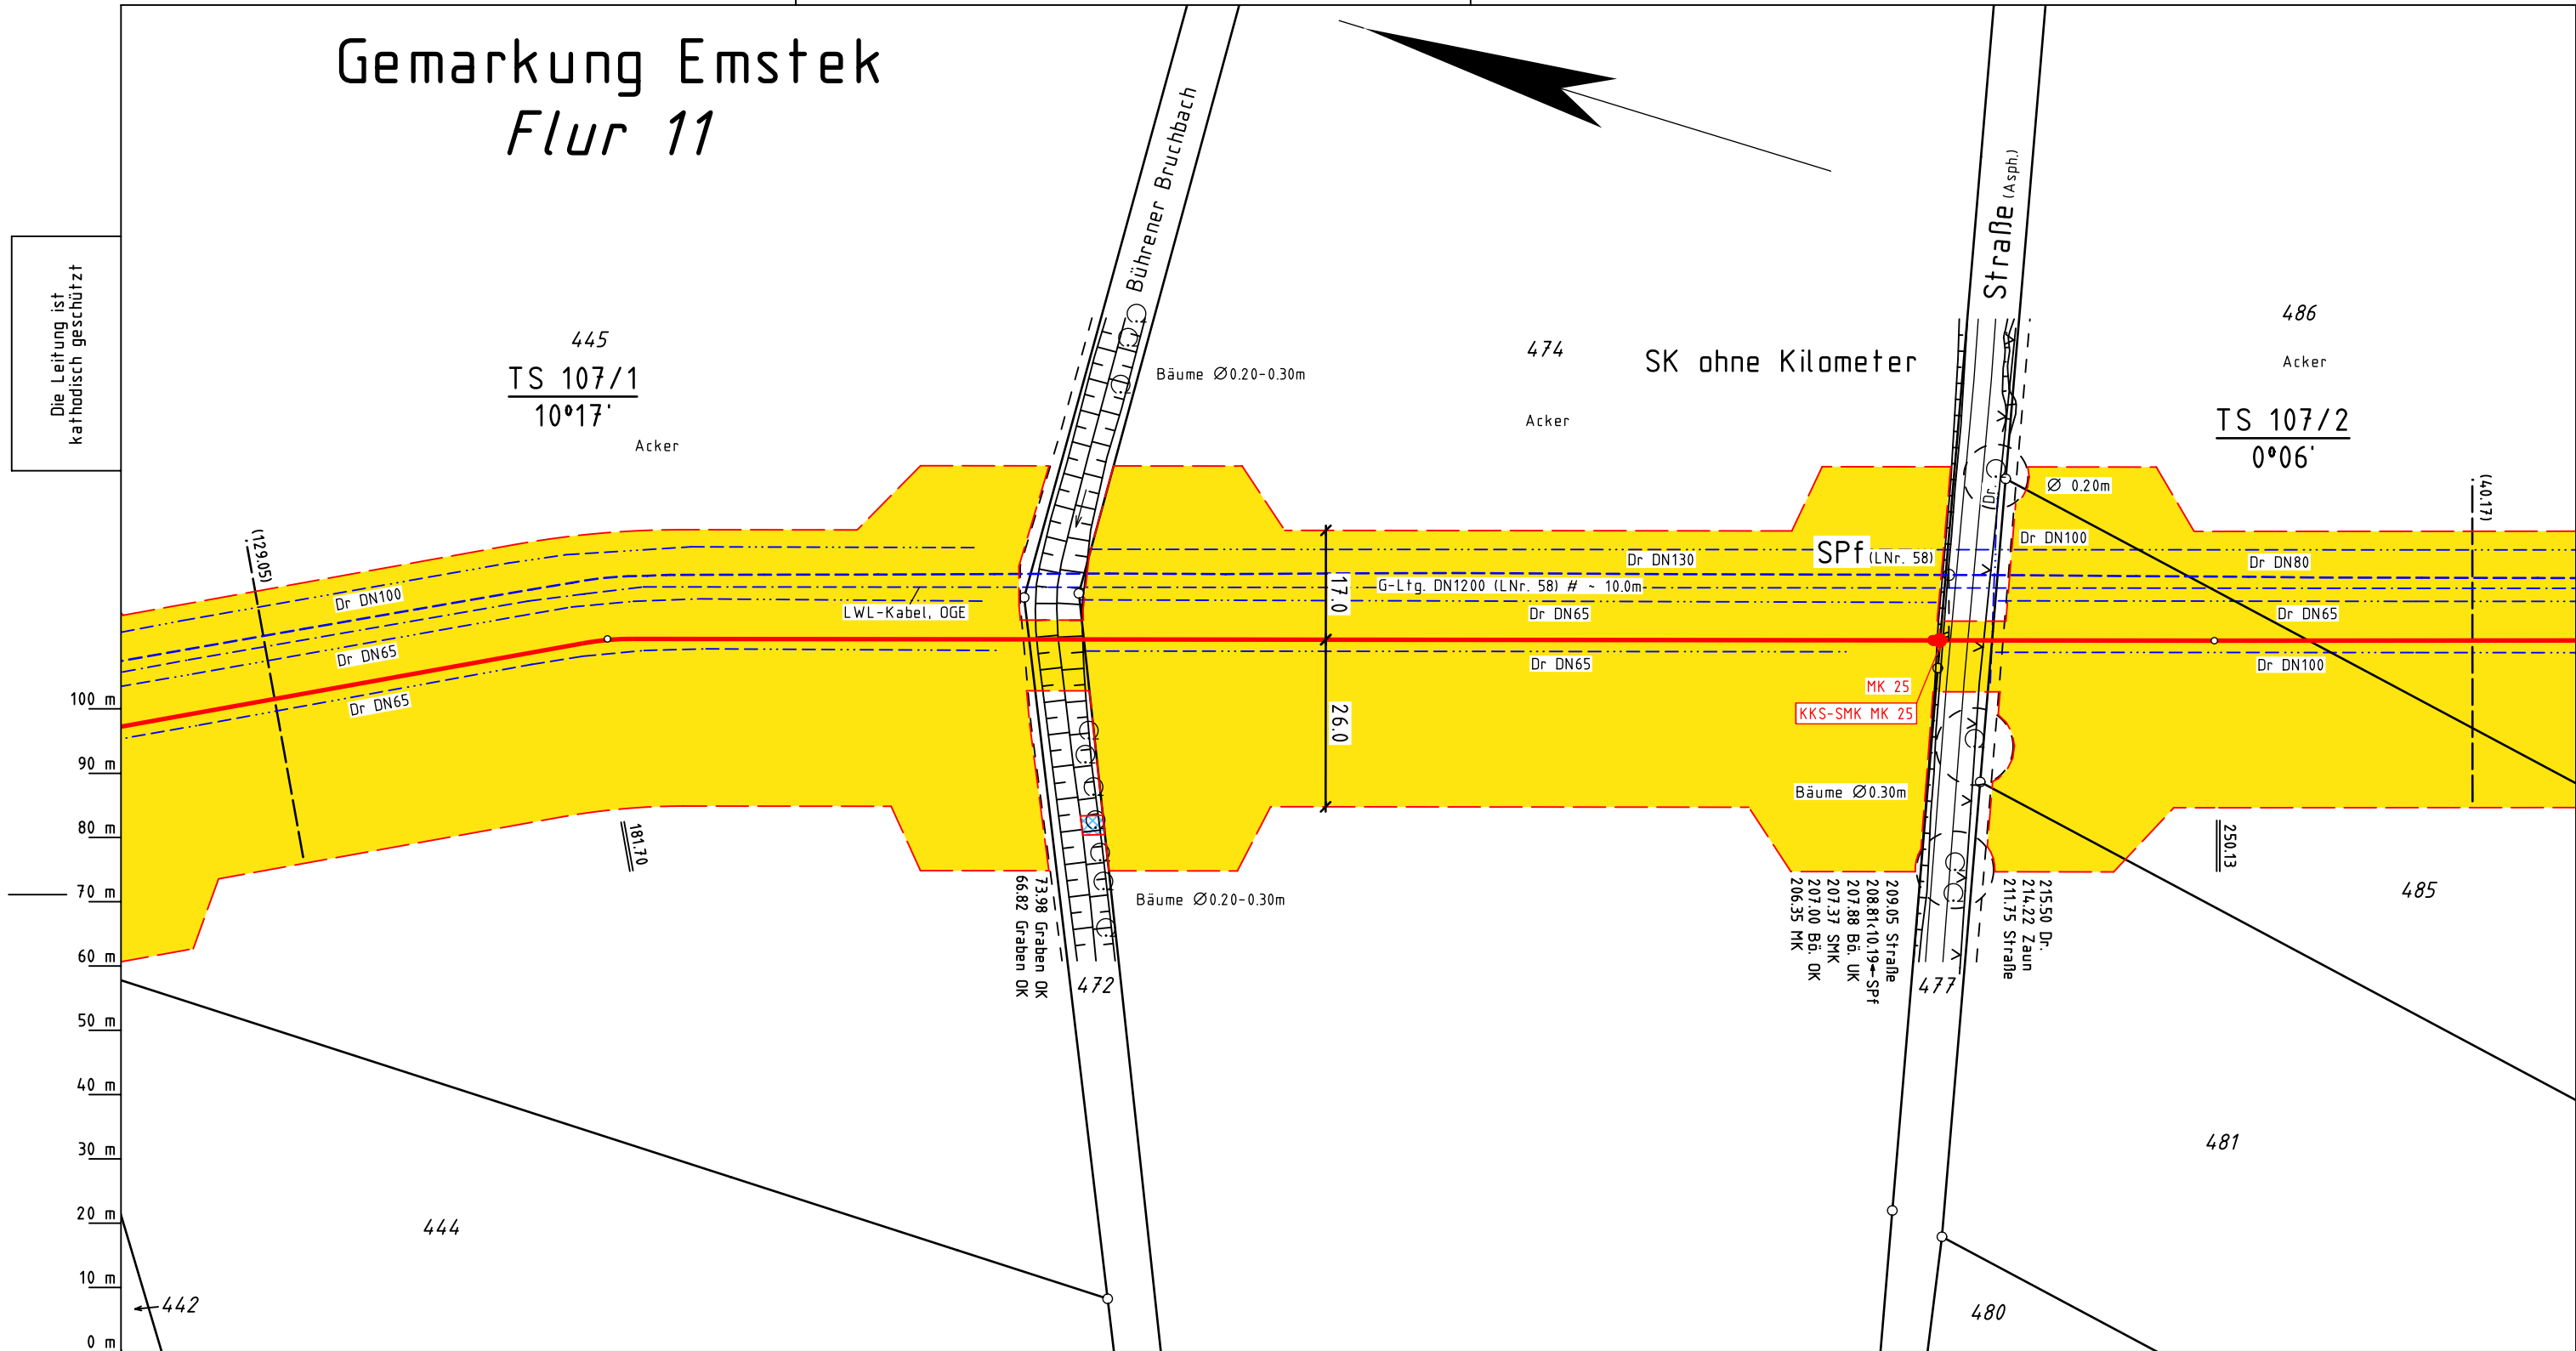 Gemarkung Emstek
Flur 11
Die Leitung ist
kathodisch geschützt
Bührener Bruchbach
Straße (Asph.)
445
TS 107/1
10°17'
Acker
Bäume Ø0.20-0.30m
474
SK ohne Kilometer
Acker
486
Acker
TS 107/2
0°06'
(129.05)
(40.17)
(Dr.
Ø 0.20m
Dr DN100
Dr DN130
SPf (LNr. 58)
Dr DN100
Dr DN80
LWL-Kabel, OGE
G-Ltg. DN1200 (LNr. 58) # ~ 10.0m
17.0
Dr DN65
Dr DN65
Dr DN65
Dr DN65
Dr DN65
Dr DN100
MK 25
KKS-SMK MK 25
26.0
Bäume Ø0.30m
181.70
250.13
Bäume Ø0.20-0.30m
66.82 Graben OK
73.98 Graben OK
206.35 MK
207.00 Bö. OK
207.37 SMK
207.88 Bö. UK
208.81<10.19←SPf
209.05 Straße
211.75 Straße
214.22 Zaun
215.50 Dr.
472
477
485
481
480
444
←442
100 m
90 m
80 m
70 m
60 m
50 m
40 m
30 m
20 m
10 m
0 m